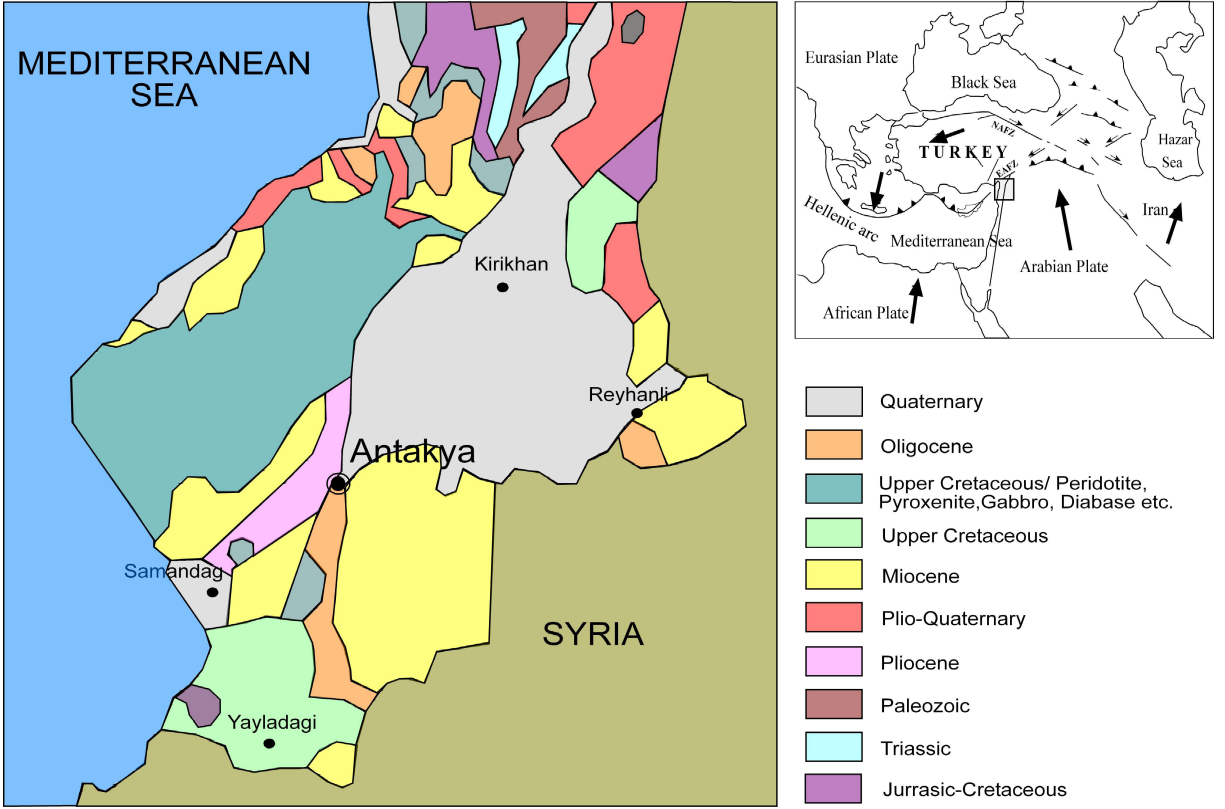 MEDITERRANEAN
SEA
Kirikhan
Reyhanli
Antakya
Samandag
SYRIA
Yayladagi
Eurasian Plate
Black Sea
Hazar
Sea
NAFZ
TURKEY
EAFZ
Hellenic arc
Iran
Mediterranean Sea
Arabian Plate
African Plate
Quaternary
Oligocene
Upper Cretaceous/ Peridotite,
Pyroxenite,Gabbro, Diabase etc.
Upper Cretaceous
Miocene
Plio-Quaternary
Pliocene
Paleozoic
Triassic
Jurrasic-Cretaceous